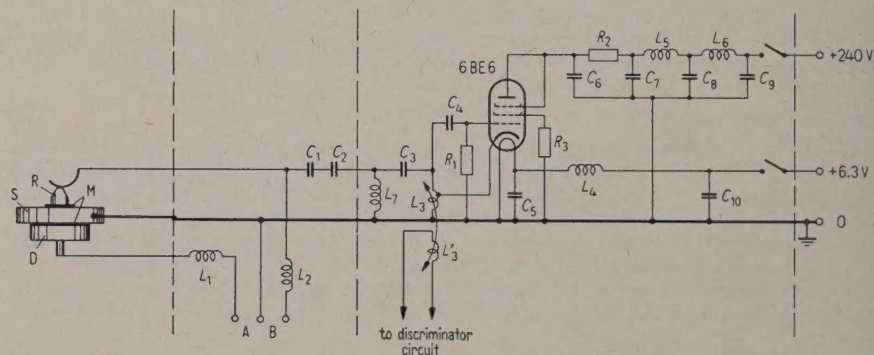 6BE6
R2
L5
L6
+240 V
C6
C7
C8
C9
C4
C1
C2
C3
R1
R3
R
M
S
L7
L3
C5
L4
C10
+6.3 V
0
D
L1
L2
L'3
A
B
to discriminator
circuit